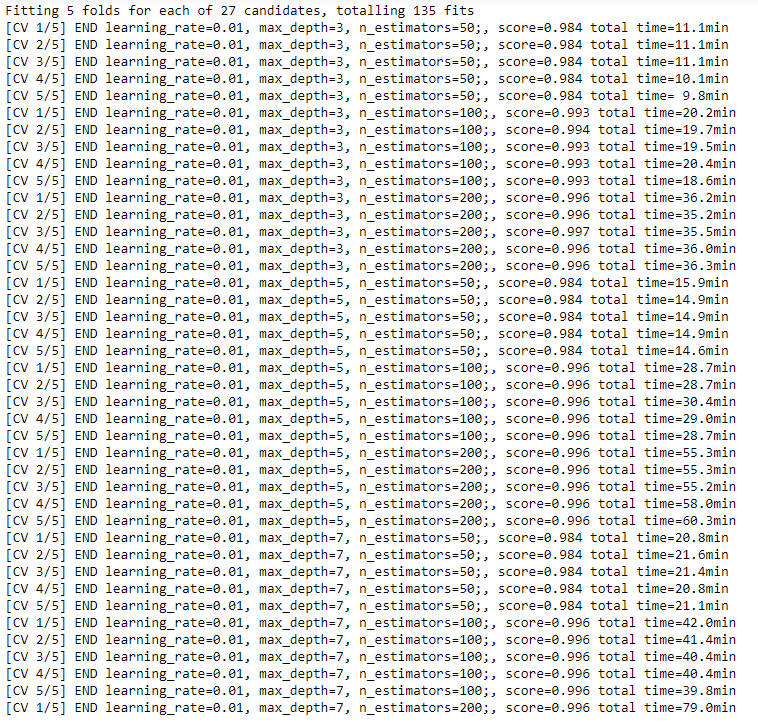 Fitting 5 folds for each of 27 candidates, totalling 135 fits
[CV 1/5] END learning_rate=0.01, max_depth=3, n_estimators=50;, score=0.984 total time=11.1min
[CV 2/5] END learning_rate=0.01, max_depth=3, n_estimators=50;, score=0.984 total time=11.1min
[CV 3/5] END learning_rate=0.01, max_depth=3, n_estimators=50;, score=0.984 total time=11.1min
[CV 4/5] END learning_rate=0.01, max_depth=3, n_estimators=50;, score=0.984 total time=10.1min
[CV 5/5] END learning_rate=0.01, max_depth=3, n_estimators=50;, score=0.984 total time= 9.8min
[CV 1/5] END learning_rate=0.01, max_depth=3, n_estimators=100;, score=0.993 total time=20.2min
[CV 2/5] END learning_rate=0.01, max_depth=3, n_estimators=100;, score=0.994 total time=19.7min
[CV 3/5] END learning_rate=0.01, max_depth=3, n_estimators=100;, score=0.993 total time=19.5min
[CV 4/5] END learning_rate=0.01, max_depth=3, n_estimators=100;, score=0.993 total time=20.4min
[CV 5/5] END learning_rate=0.01, max_depth=3, n_estimators=100;, score=0.993 total time=18.6min
[CV 1/5] END learning_rate=0.01, max_depth=3, n_estimators=200;, score=0.996 total time=36.2min
[CV 2/5] END learning_rate=0.01, max_depth=3, n_estimators=200;, score=0.996 total time=35.2min
[CV 3/5] END learning_rate=0.01, max_depth=3, n_estimators=200;, score=0.997 total time=35.5min
[CV 4/5] END learning_rate=0.01, max_depth=3, n_estimators=200;, score=0.996 total time=36.0min
[CV 5/5] END learning_rate=0.01, max_depth=3, n_estimators=200;, score=0.996 total time=36.3min
[CV 1/5] END learning_rate=0.01, max_depth=5, n_estimators=50;, score=0.984 total time=15.9min
[CV 2/5] END learning_rate=0.01, max_depth=5, n_estimators=50;, score=0.984 total time=14.9min
[CV 3/5] END learning_rate=0.01, max_depth=5, n_estimators=50;, score=0.984 total time=14.9min
[CV 4/5] END learning_rate=0.01, max_depth=5, n_estimators=50;, score=0.984 total time=14.9min
[CV 5/5] END learning_rate=0.01, max_depth=5, n_estimators=50;, score=0.984 total time=14.6min
[CV 1/5] END learning_rate=0.01, max_depth=5, n_estimators=100;, score=0.996 total time=28.7min
[CV 2/5] END learning_rate=0.01, max_depth=5, n_estimators=100;, score=0.996 total time=28.7min
[CV 3/5] END learning_rate=0.01, max_depth=5, n_estimators=100;, score=0.996 total time=30.4min
[CV 4/5] END learning_rate=0.01, max_depth=5, n_estimators=100;, score=0.996 total time=29.0min
[CV 5/5] END learning_rate=0.01, max_depth=5, n_estimators=100;, score=0.996 total time=28.7min
[CV 1/5] END learning_rate=0.01, max_depth=5, n_estimators=200;, score=0.996 total time=55.3min
[CV 2/5] END learning_rate=0.01, max_depth=5, n_estimators=200;, score=0.996 total time=55.3min
[CV 3/5] END learning_rate=0.01, max_depth=5, n_estimators=200;, score=0.996 total time=55.2min
[CV 4/5] END learning_rate=0.01, max_depth=5, n_estimators=200;, score=0.996 total time=58.0min
[CV 5/5] END learning_rate=0.01, max_depth=5, n_estimators=200;, score=0.996 total time=60.3min
[CV 1/5] END learning_rate=0.01, max_depth=7, n_estimators=50;, score=0.984 total time=20.8min
[CV 2/5] END learning_rate=0.01, max_depth=7, n_estimators=50;, score=0.984 total time=21.6min
[CV 3/5] END learning_rate=0.01, max_depth=7, n_estimators=50;, score=0.984 total time=21.4min
[CV 4/5] END learning_rate=0.01, max_depth=7, n_estimators=50;, score=0.984 total time=20.8min
[CV 5/5] END learning_rate=0.01, max_depth=7, n_estimators=50;, score=0.984 total time=21.1min
[CV 1/5] END learning_rate=0.01, max_depth=7, n_estimators=100;, score=0.996 total time=42.0min
[CV 2/5] END learning_rate=0.01, max_depth=7, n_estimators=100;, score=0.996 total time=41.4min
[CV 3/5] END learning_rate=0.01, max_depth=7, n_estimators=100;, score=0.996 total time=40.4min
[CV 4/5] END learning_rate=0.01, max_depth=7, n_estimators=100;, score=0.996 total time=40.4min
[CV 5/5] END learning_rate=0.01, max_depth=7, n_estimators=100;, score=0.996 total time=39.8min
[CV 1/5] END learning_rate=0.01, max_depth=7, n_estimators=200;, score=0.996 total time=79.0min